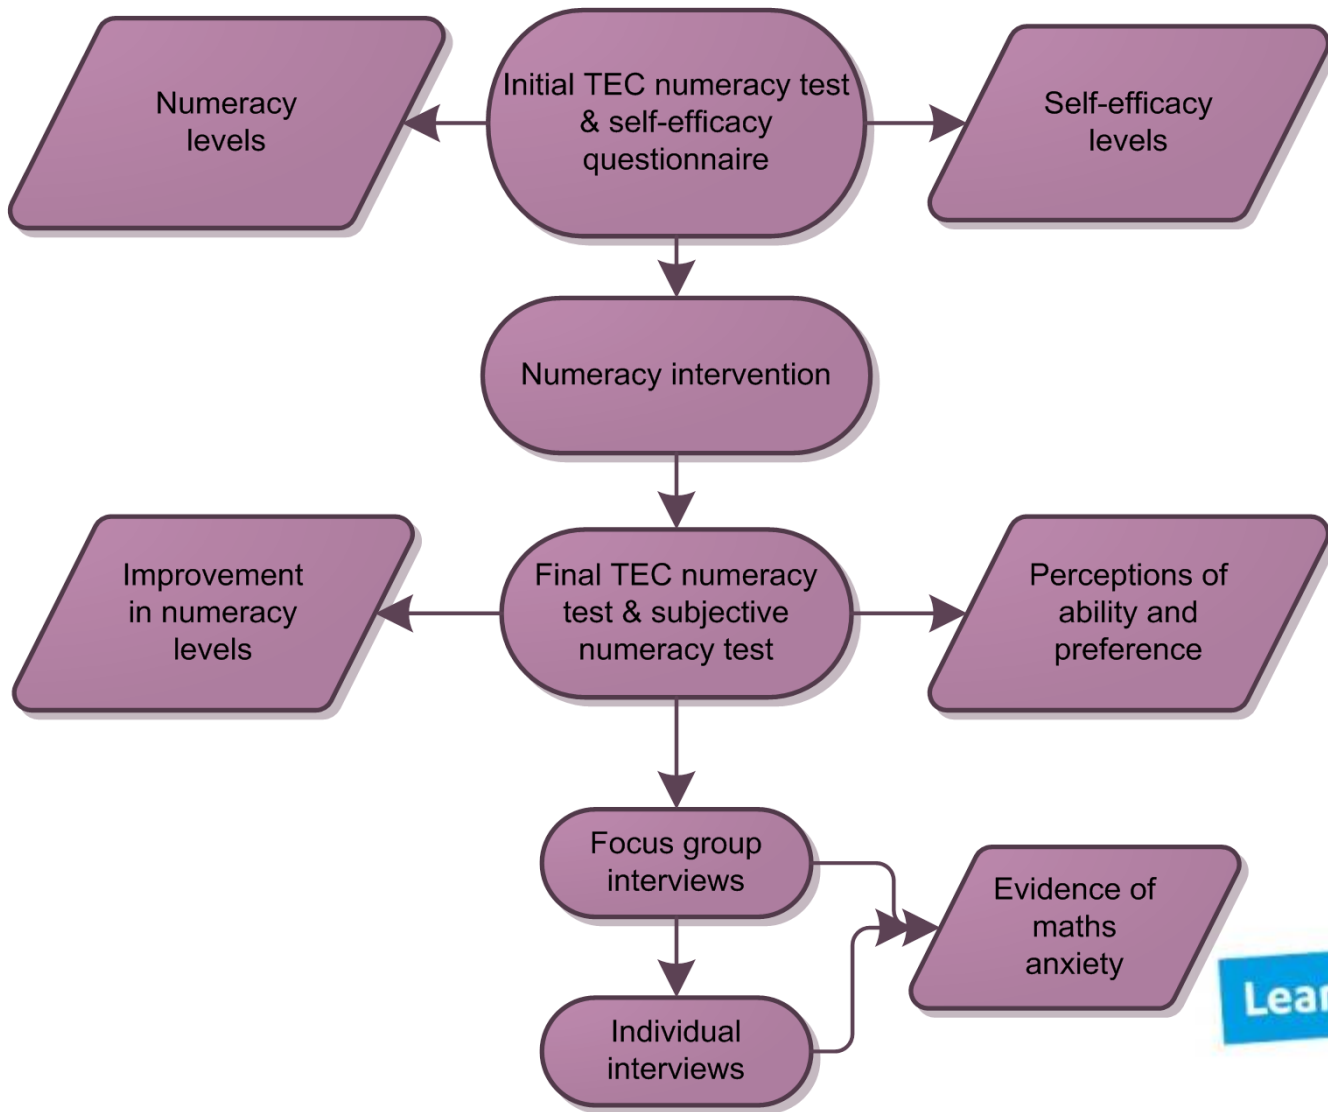 Numeracy
levels
Initial TEC numeracy test
& self-efficacy
questionnaire
Self-efficacy
levels
Numeracy intervention
Improvement
in numeracy
levels
Final TEC numeracy
test & subjective
numeracy test
Perceptions of
ability and
preference
Focus group
interviews
Evidence of
maths
anxiety
Individual
interviews